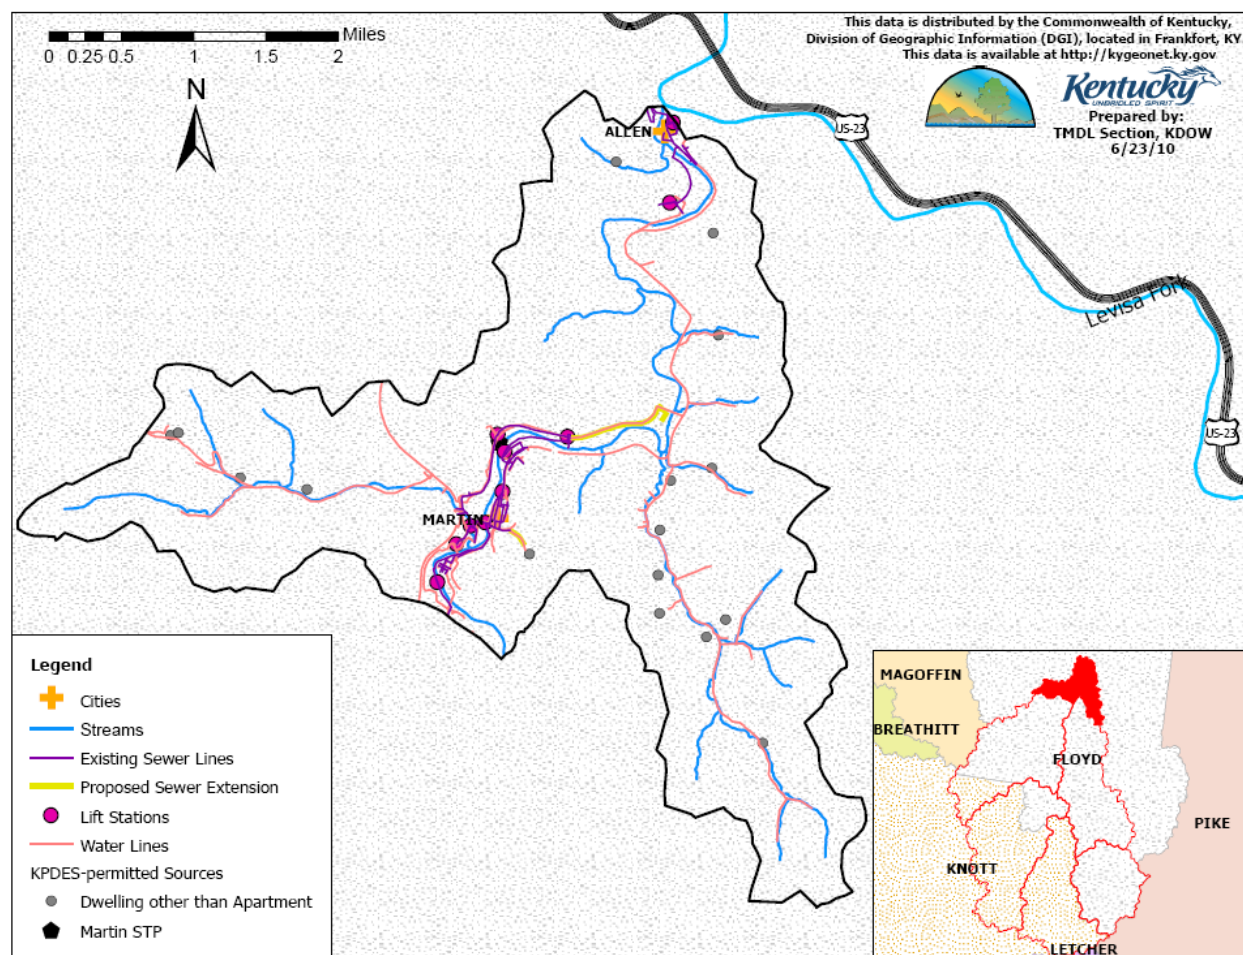 This data is distributed by the Commonwealth of Kentucky,
Division of Geographic Information (DGI), located in Frankfort, KY.
This data is available at http://kygeonet.ky.gov
Miles
0 0.25 0.5 1 1.5 2
N
Kentucky
UNBRIDLED SPIRIT
Prepared by:
TMDL Section, KDOW
6/23/10
US-23
ALLEN
Levisa Fork
US-23
MARTIN
Legend
Cities
Streams
Existing Sewer Lines
Proposed Sewer Extension
Lift Stations
Water Lines
KPDES-permitted Sources
Dwelling other than Apartment
Martin STP
MAGOFFIN
BREATHITT
FLOYD
PIKE
KNOTT
LETCHER